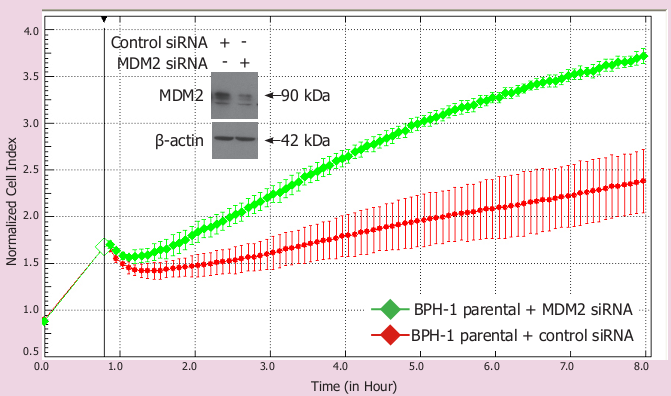 4.0
3.5
3.0
2.5
2.0
1.5
1.0
0.5
Normalized Cell Index
Control siRNA + -
MDM2 siRNA - +
MDM2 90 kDa
β-actin 42 kDa
BPH-1 parental + MDM2 siRNA
BPH-1 parental + control siRNA
0.0 1.0 2.0 3.0 4.0 5.0 6.0 7.0 8.0
Time (in Hour)